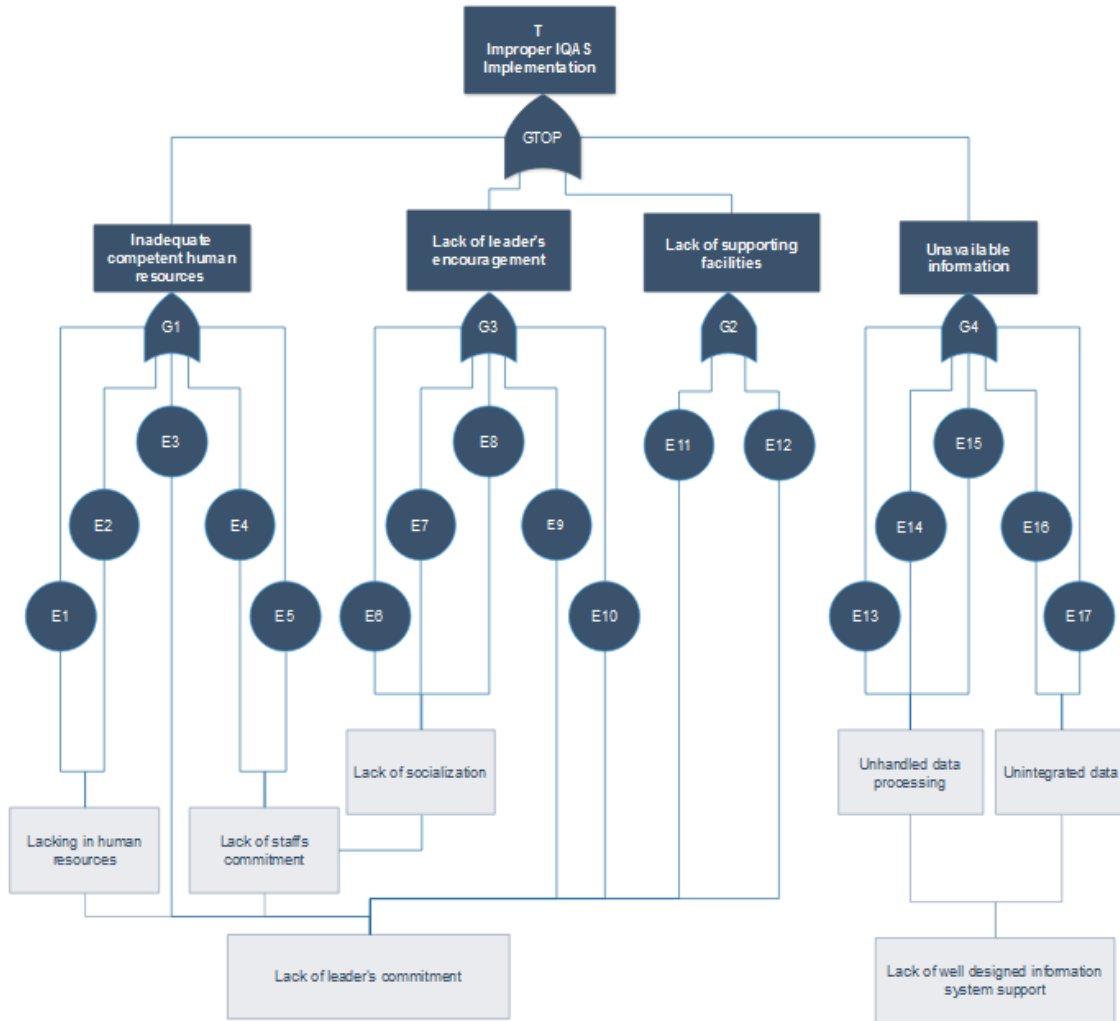 T
Improper IQAS
Implementation
GTOP
Inadequate
competent human
resources
Lack of leader's
encouragement
Lack of supporting
facilities
Unavailable
information
G1
G3
G2
G4
E3
E8
E11
E12
E15
E2
E4
E7
E9
E14
E16
E1
E5
E6
E10
E13
E17
Lack of socialization
Unhandled data
processing
Unintegrated data
Lacking in human
resources
Lack of staff's
commitment
Lack of leader's commitment
Lack of well designed information
system support